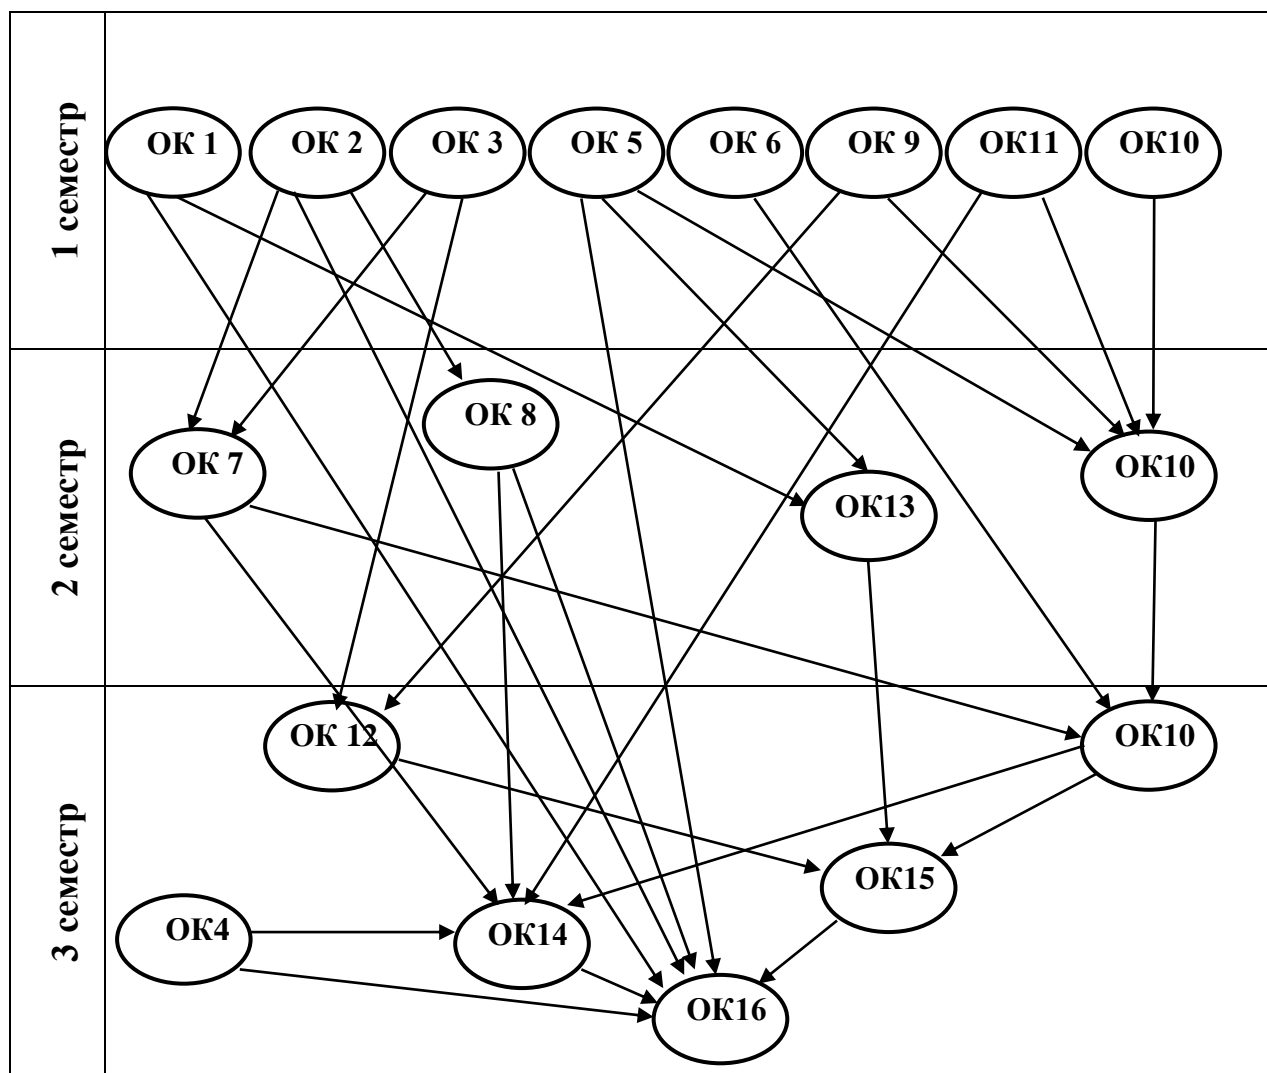 1 семестр
ОК 1 ОК 2 ОК 3 ОК 5 ОК 6 ОК 9 ОК11 ОК10
2 семестр
ОК 8
ОК 7 ОК10
ОК13
3 семестр
ОК 12 ОК10
ОК15
ОК4 ОК14
ОК16